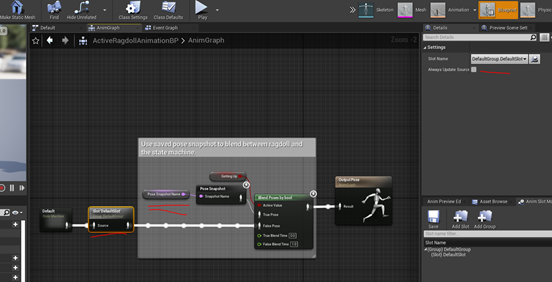 Make Static Mesh
Find
Hide Unrelated
Class Settings
Class Defaults
Play
Skeleton
Mesh
Animation
Blueprint
Physics
Default
AnimGraph
Event Graph
ActiveRagdollAnimationBP > AnimGraph
Zoom -2
Details
Preview Scene Sett
Search Details
Settings
Slot Name
DefaultGroup.DefaultSlot
Always Update Source
Use saved pose snapshot to blend between ragdoll and
the state machine
Getting Up
Pose Snapshot Name
Pose Snapshot
Snapshot Name
Blend Poses by bool
Active Value
True Pose
False Pose
True Blend Time 0.0
False Blend Time 1.0
Output Pose
Result
Default
Slot 'DefaultSlot'
Source
Anim Preview Ed
Asset Browser
Anim Slot Ma
Save
Add Slot
Add Group
Slot name filter
Slot Name
(Group) DefaultGroup
(Slot) DefaultSlot